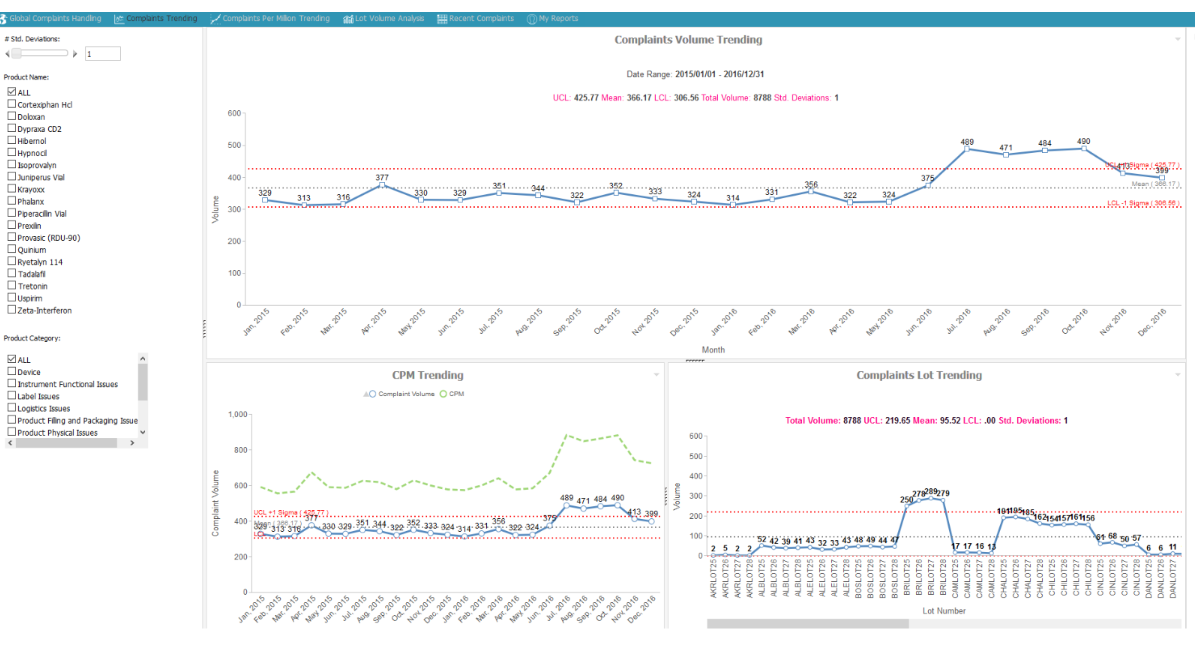 Global Complaints Handling Complaints Trending Complaints Per Milion Trending Lot Volume Analysis Recent Complaints My Reports
# Std. Deviations:
1
Product Name:
ALL
Cortexiphan Hcl
Doloxan
Dypraxa CD2
Hibernol
Hypnocil
Isoprovalyn
Juniperus Vial
Krayoxx
Phalanx
Piperacilin Vial
Prexilin
Provasic (RDU-90)
Quinium
Ryetalyn 114
Tadalafil
Tretonin
Uspirim
Zeta-Interferon
Product Category:
ALL
Device
Instrument Functional Issues
Label Issues
Logistics Issues
Product Filing and Packaging Issue
Product Physical Issues
Complaints Volume Trending
Date Range: 2015/01/01 - 2016/12/31
UCL: 425.77 Mean: 366.17 LCL: 306.56 Total Volume: 8788 Std. Deviations: 1
Volume
600
500
400
300
200
100
0
329 313 316 377 330 329 351 344 322 352 333 324 314 331 356 322 324 375 489 471 484 490 413 399
UCL +1 Sigma ( 425.77 )
Mean ( 366.17 )
LCL -1 Sigma ( 306.56 )
Jan, 2015 Feb, 2015 Mar, 2015 Apr, 2015 May, 2015 Jun, 2015 Jul, 2015 Aug, 2015 Sep, 2015 Oct, 2015 Nov, 2015 Dec, 2015 Jan, 2016 Feb, 2016 Mar, 2016 Apr, 2016 May, 2016 Jun, 2016 Jul, 2016 Aug, 2016 Sep, 2016 Oct, 2016 Nov, 2016 Dec, 2016
Month
CPM Trending
Complaint Volume CPM
Complaint Volume
1,000
800
600
400
200
0
UCL +1 Sigma ( 425.77 )
Mean ( 366.17 )
LCL
329 313 316 377 330 329 351 344 322 352 333 324 314 331 356 322 324 375 489 471 484 490 413 399
Jan, 2015 Feb, 2015 Mar, 2015 Apr, 2015 May, 2015 Jun, 2015 Jul, 2015 Aug, 2015 Sep, 2015 Oct, 2015 Nov, 2015 Dec, 2015 Jan, 2016 Feb, 2016 Mar, 2016 Apr, 2016 May, 2016 Jun, 2016 Jul, 2016 Aug, 2016 Sep, 2016 Oct, 2016 Nov, 2016 Dec, 2016
Complaints Lot Trending
Total Volume: 8788 UCL: 219.65 Mean: 95.52 LCL: .00 Std. Deviations: 1
Volume
600
500
400
300
200
100
0
2 5 2 2 52 42 39 41 43 32 33 43 48 49 44 47 250 278 289 279 17 17 16 13 191 195 185 162 154 157 161 156 61 68 50 57 6 6 11
AKRLOT25 AKRLOT26 AKRLOT27 AKRLOT28 ALBLOT25 ALBLOT26 ALBLOT27 ALBLOT28 ALELOT25 ALELOT26 ALELOT27 ALELOT28 BOSLOT25 BOSLOT26 BOSLOT27 BOSLOT28 BRILOT25 BRILOT26 BRILOT27 BRILOT28 CAMLOT25 CAMLOT26 CAMLOT27 CAMLOT28 CHALOT25 CHALOT26 CHALOT27 CHALOT28 CHILOT25 CHILOT26 CHILOT27 CHILOT28 CINLOT25 CINLOT26 CINLOT27 CINLOT28 DANLOT25 DANLOT26 DANLOT27
Lot Number